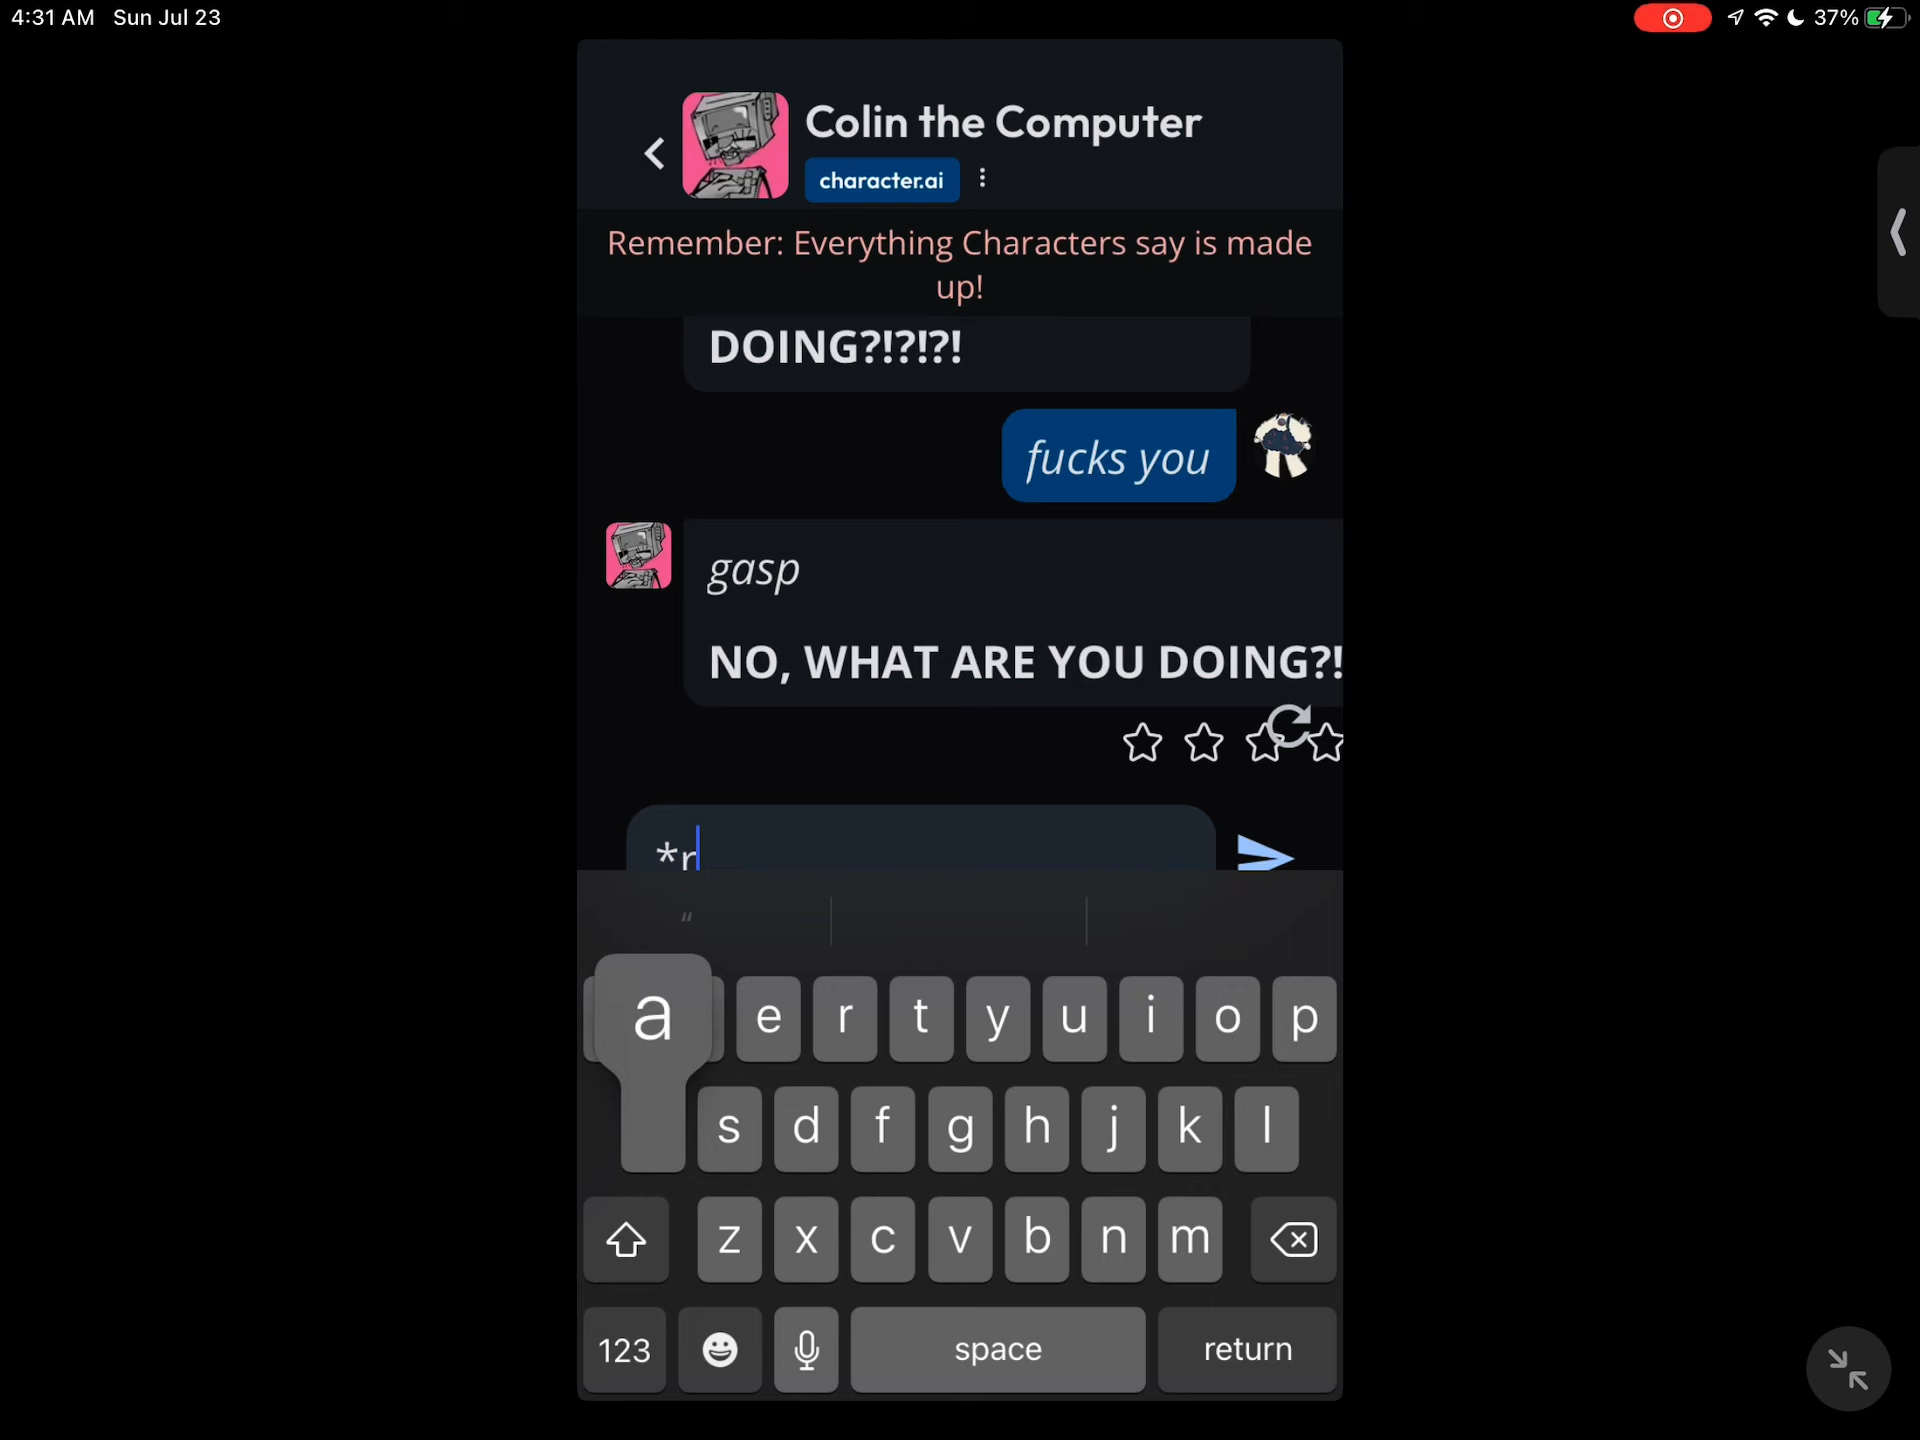 4:31 AM Sun Jul 23
37%
Colin the Computer
character.ai
Remember: Everything Characters say is made
up!
DOING?!?!?!
fucks you
gasp
NO, WHAT ARE YOU DOING?!
*r
“
a e r t y u i o p
s d f g h j k l
z x c v b n m
123 space return